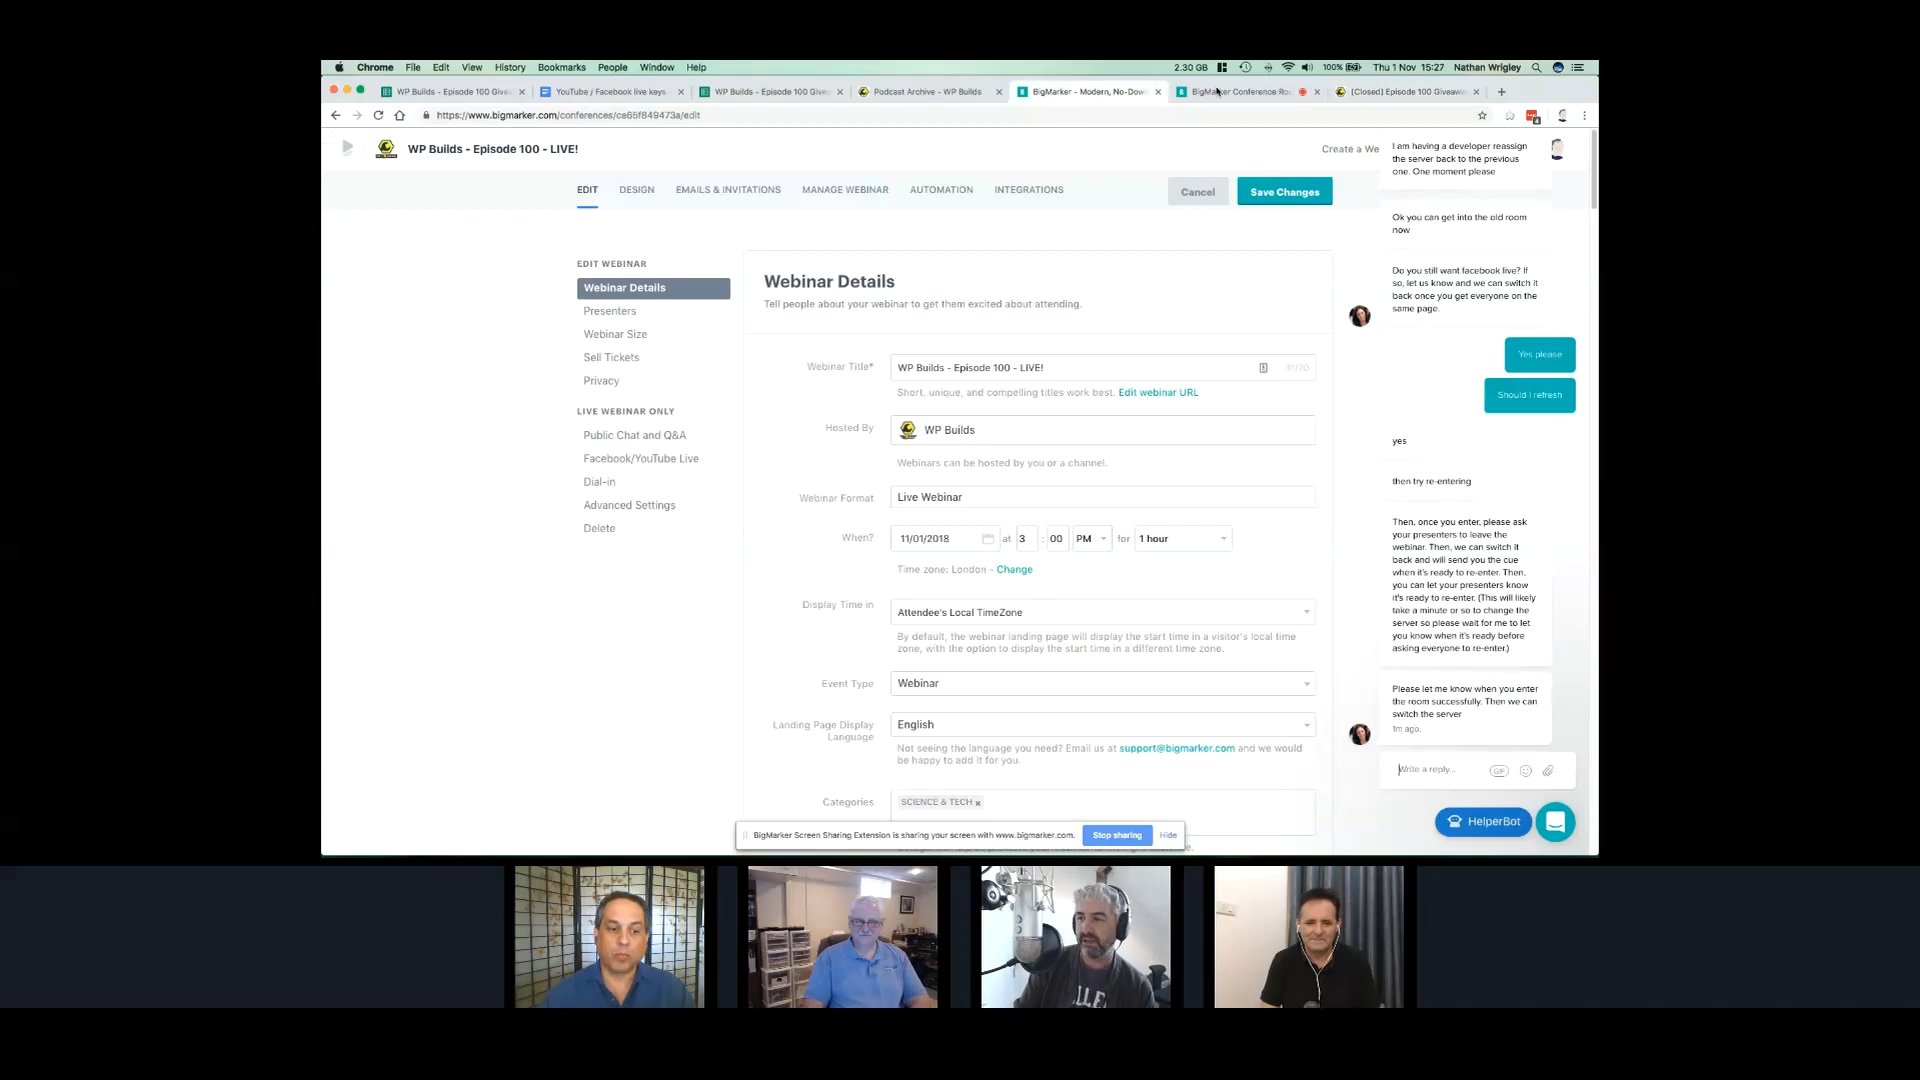 Chrome File Edit View History Bookmarks People Window Help
2.30 GB 100% Thu 1 Nov 15:27 Nathan Wrigley
WP Builds - Episode 100 Givea
YouTube / Facebook live keys
WP Builds - Episode 100 Givea
Podcast Archive - WP Builds
BigMarker - Modern, No-Down
BigMarker Conference Ro
[Closed] Episode 100 Giveaw
https://www.bigmarker.com/conferences/ce65f849473a/edit
WP Builds - Episode 100 - LIVE!
Create a We
EDIT DESIGN EMAILS & INVITATIONS MANAGE WEBINAR AUTOMATION INTEGRATIONS
Cancel
Save Changes
EDIT WEBINAR
Webinar Details
Presenters
Webinar Size
Sell Tickets
Privacy
LIVE WEBINAR ONLY
Public Chat and Q&A
Facebook/YouTube Live
Dial-in
Advanced Settings
Delete
Webinar Details
Tell people about your webinar to get them excited about attending.
Webinar Title* WP Builds - Episode 100 - LIVE! 31/70
Short, unique, and compelling titles work best. Edit webinar URL
Hosted By WP Builds
Webinars can be hosted by you or a channel.
Webinar Format Live Webinar
When? 11/01/2018 at 3 : 00 PM for 1 hour
Time zone: London - Change
Display Time in Attendee's Local TimeZone
By default, the webinar landing page will display the start time in a visitor's local time
zone, with the option to display the start time in a different time zone.
Event Type Webinar
Landing Page Display
Language
English
Not seeing the language you need? Email us at support@bigmarker.com and we would
be happy to add it for you.
Categories SCIENCE & TECH x
BigMarker Screen Sharing Extension is sharing your screen with www.bigmarker.com. Stop sharing Hide
I am having a developer reassign
the server back to the previous
one. One moment please
Ok you can get into the old room
now
Do you still want facebook live? If
so, let us know and we can switch it
back once you get everyone on the
same page.
Yes please
Should I refresh
yes
then try re-entering
Then, once you enter, please ask
your presenters to leave the
webinar. Then, we can switch it
back and will send you the cue
when it's ready to re-enter. Then,
you can let your presenters know
it's ready to re-enter. (This will likely
take a minute or so to change the
server so please wait for me to let
you know when it's ready before
asking everyone to re-enter.)
Please let me know when you enter
the room successfully. Then we can
switch the server
1m ago.
Write a reply...
GIF
HelperBot